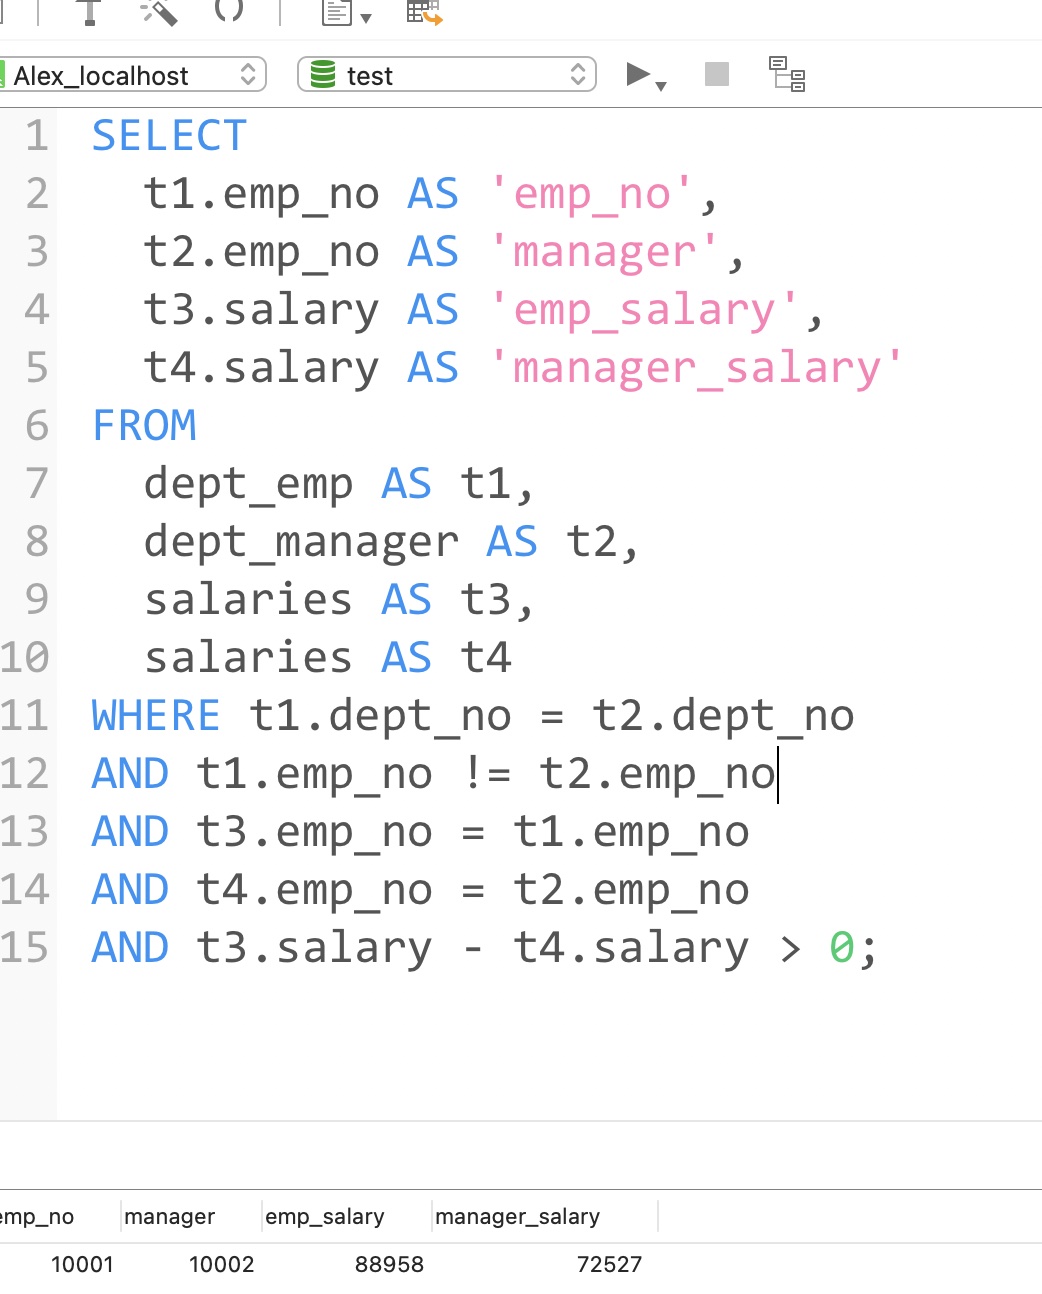 Alex_localhost test
1 SELECT
2 t1.emp_no AS 'emp_no',
3 t2.emp_no AS 'manager',
4 t3.salary AS 'emp_salary',
5 t4.salary AS 'manager_salary'
6 FROM
7 dept_emp AS t1,
8 dept_manager AS t2,
9 salaries AS t3,
10 salaries AS t4
11 WHERE t1.dept_no = t2.dept_no
12 AND t1.emp_no != t2.emp_no
13 AND t3.emp_no = t1.emp_no
14 AND t4.emp_no = t2.emp_no
15 AND t3.salary - t4.salary > 0;
emp_no manager emp_salary manager_salary
10001 10002 88958 72527